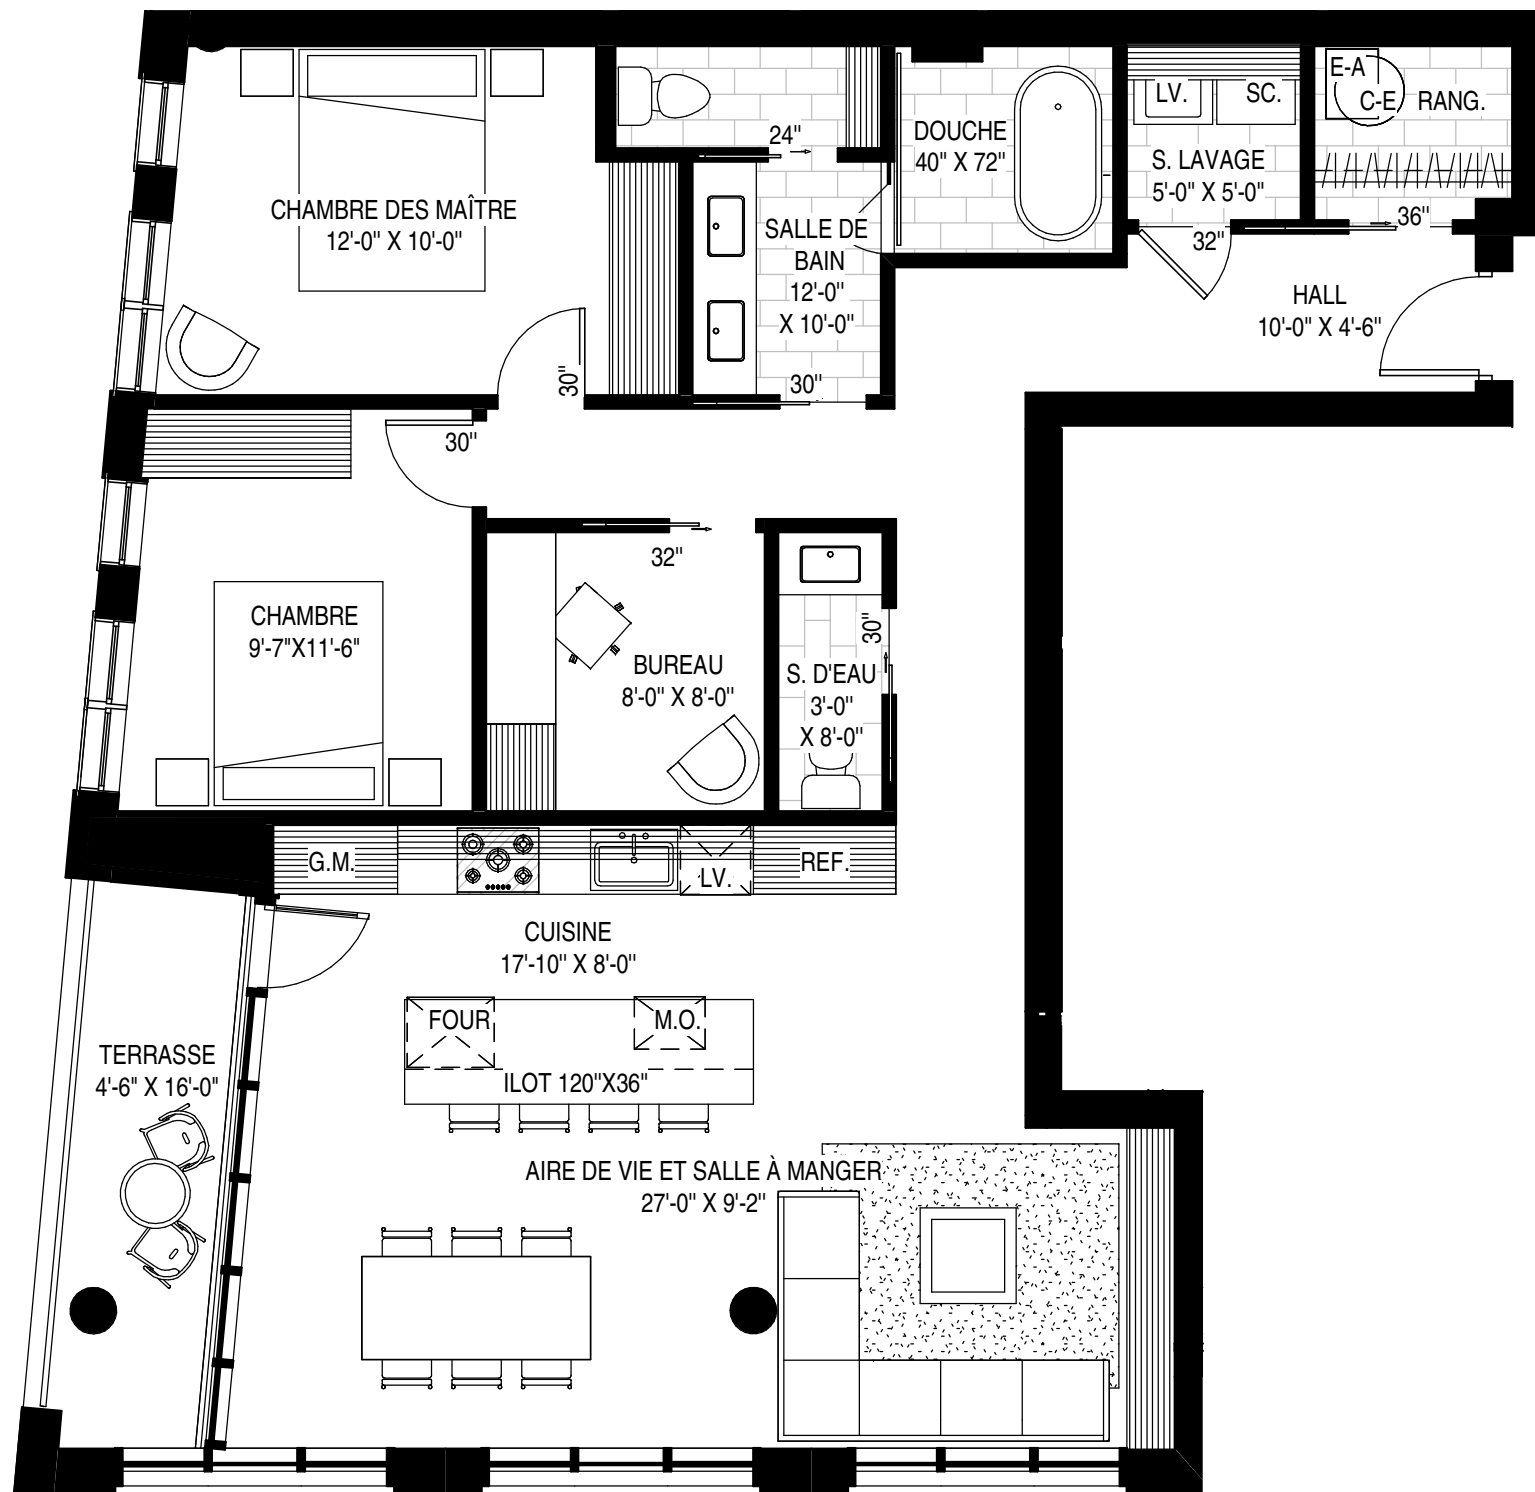 E-A
C-E
RANG.
LV.
SC.
24"
DOUCHE
40" X 72"
S. LAVAGE
5'-0" X 5'-0"
CHAMBRE DES MAÎTRE
12'-0" X 10'-0"
SALLE DE
BAIN
12'-0"
X 10'-0"
36"
32"
HALL
10'-0" X 4'-6"
30"
30"
30"
32"
CHAMBRE
9'-7"X11'-6"
BUREAU
8'-0" X 8'-0"
30"
S. D'EAU
3'-0"
X 8'-0"
G.M.
LV.
REF.
CUISINE
17'-10" X 8'-0"
FOUR
M.O.
ILOT 120"X36"
TERRASSE
4'-6" X 16'-0"
AIRE DE VIE ET SALLE À MANGER
27'-0" X 9'-2"